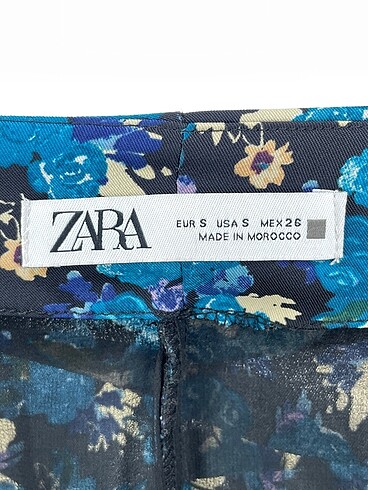 ZARA
EUR S USA S MEX 26
MADE IN MOROCCO